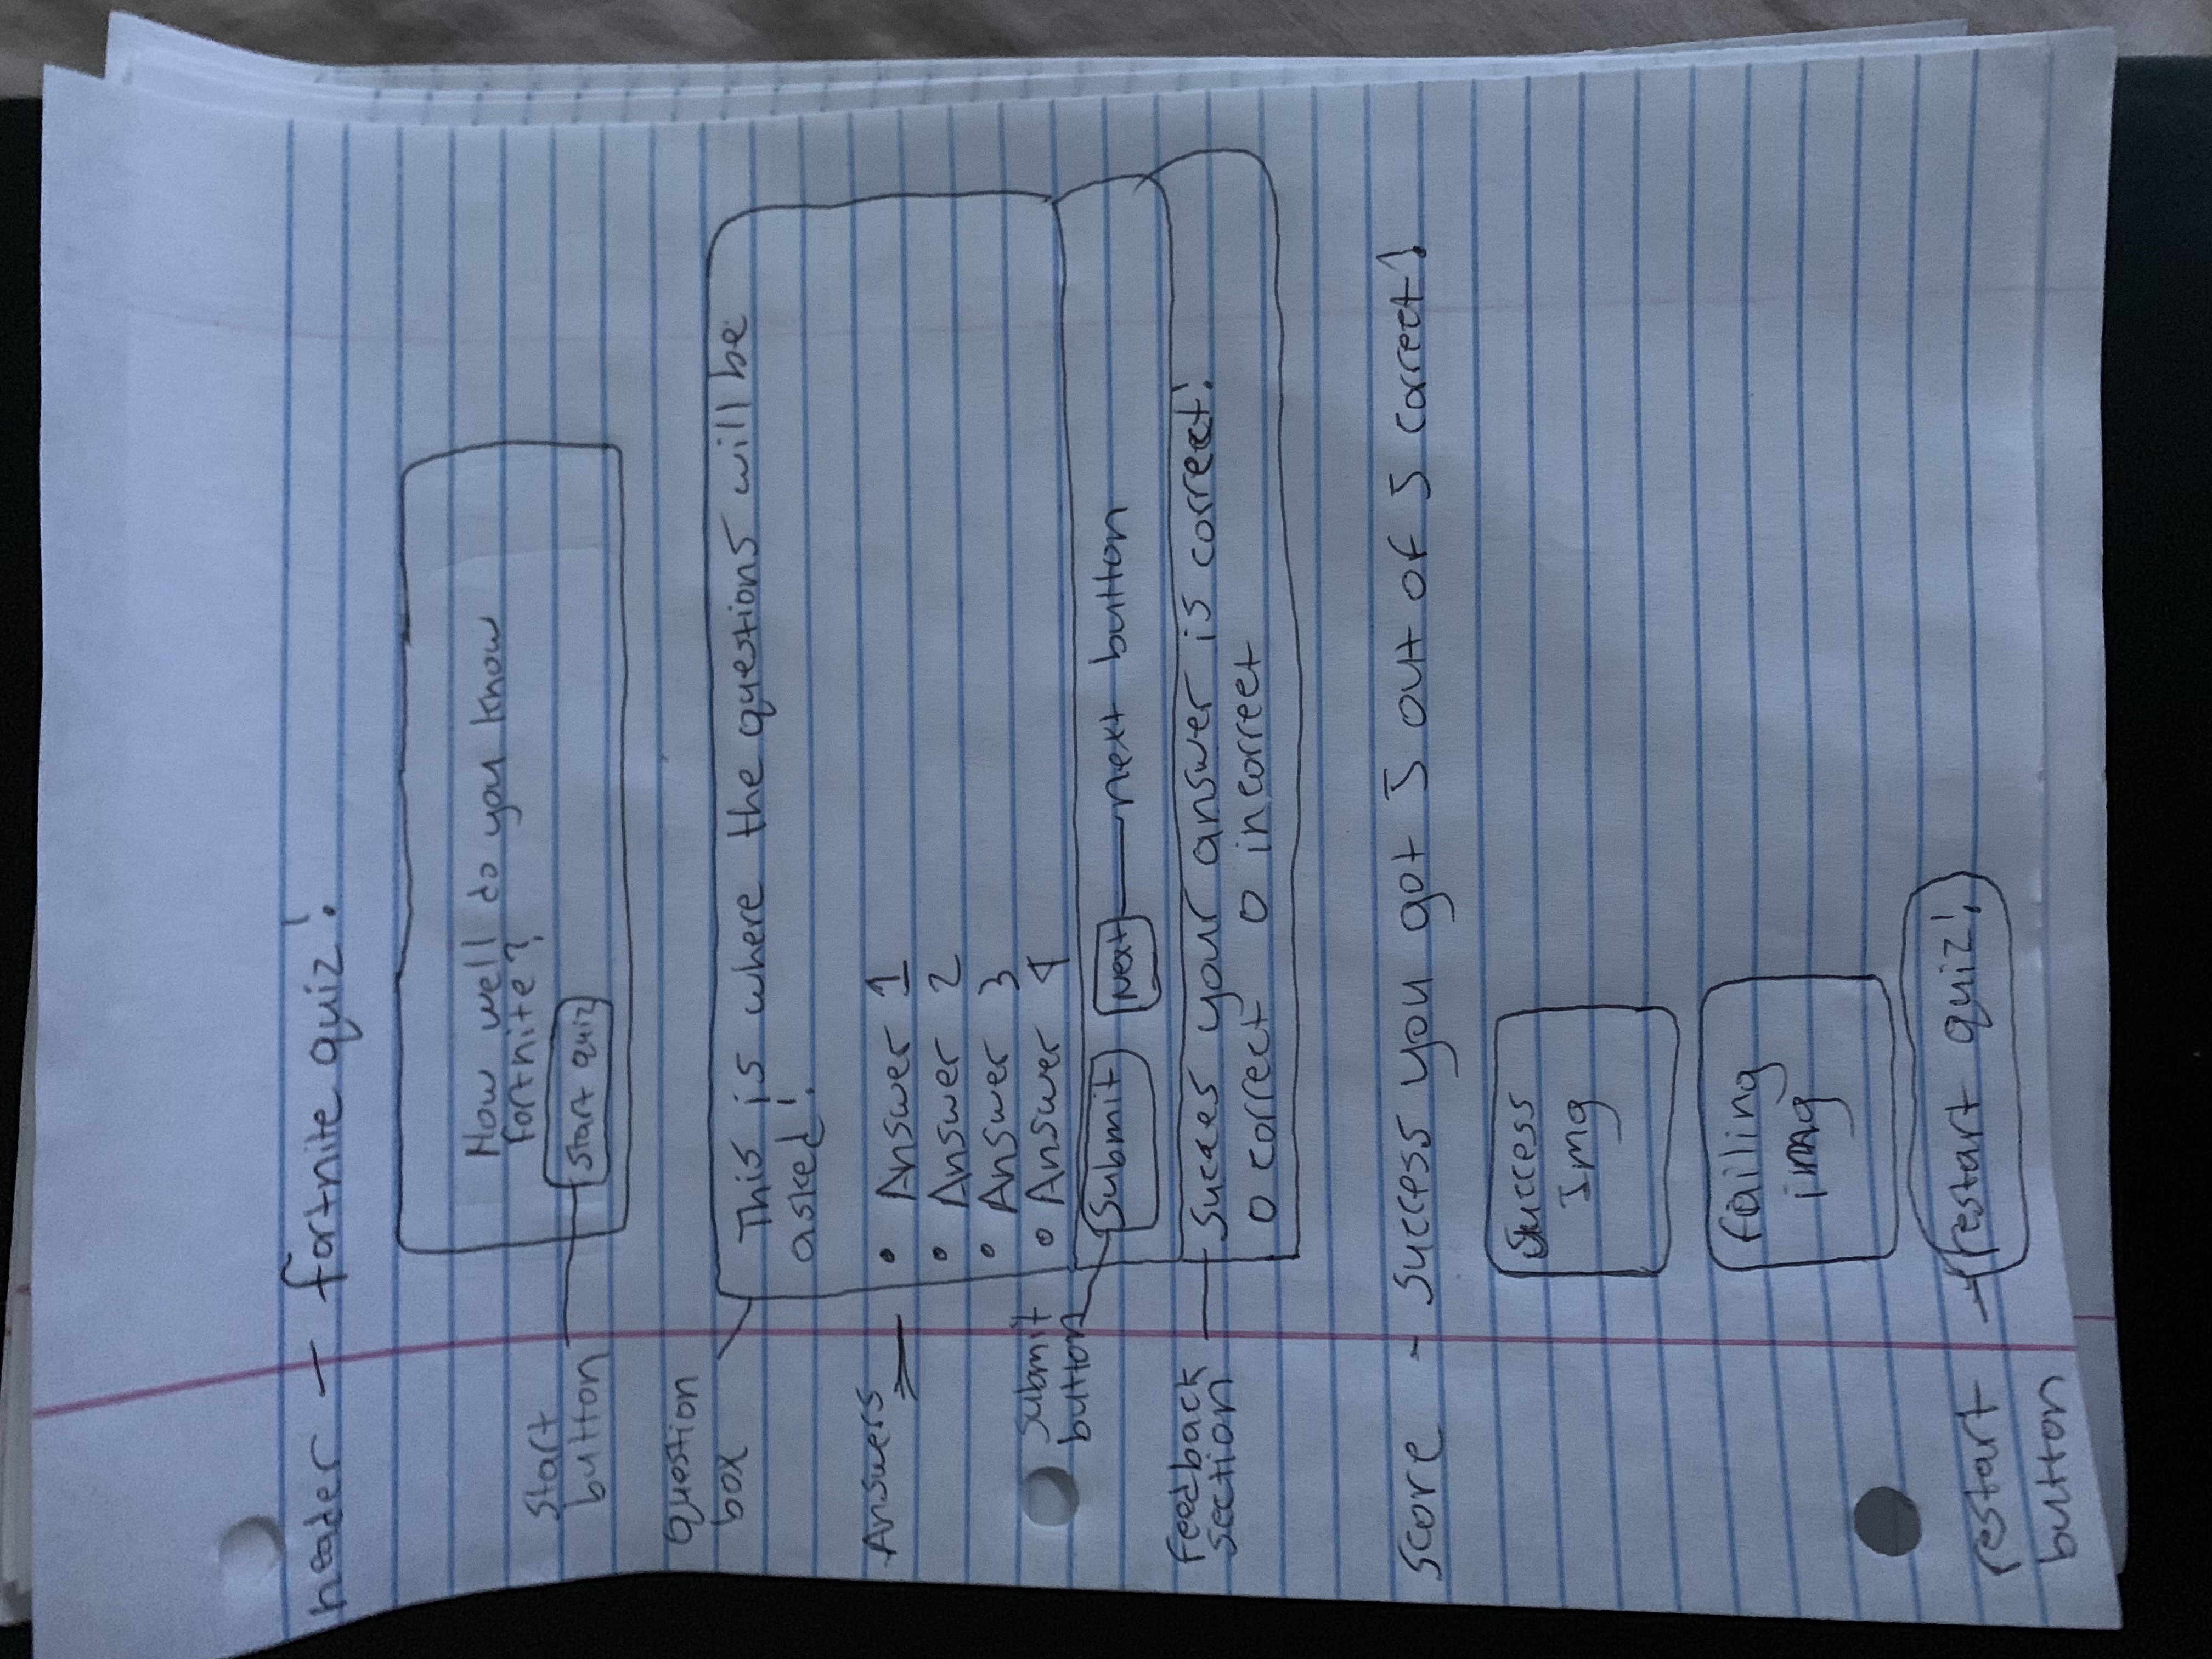 header - fortnite quiz!
How well do you know
fortnite?
Start
button
Start quiz
Question
box
This is where the questions will be
asked!
Answers
• Answer 1
• Answer 2
• Answer 3
• Answer 4
Submit
button
Submit Next next button
Feedback
section
Succes your answer is correct!
0 correct 0 incorrect
score - success you got 5 out of 5 correct!
Success
Img
failing
img
restart
button
restart quiz!